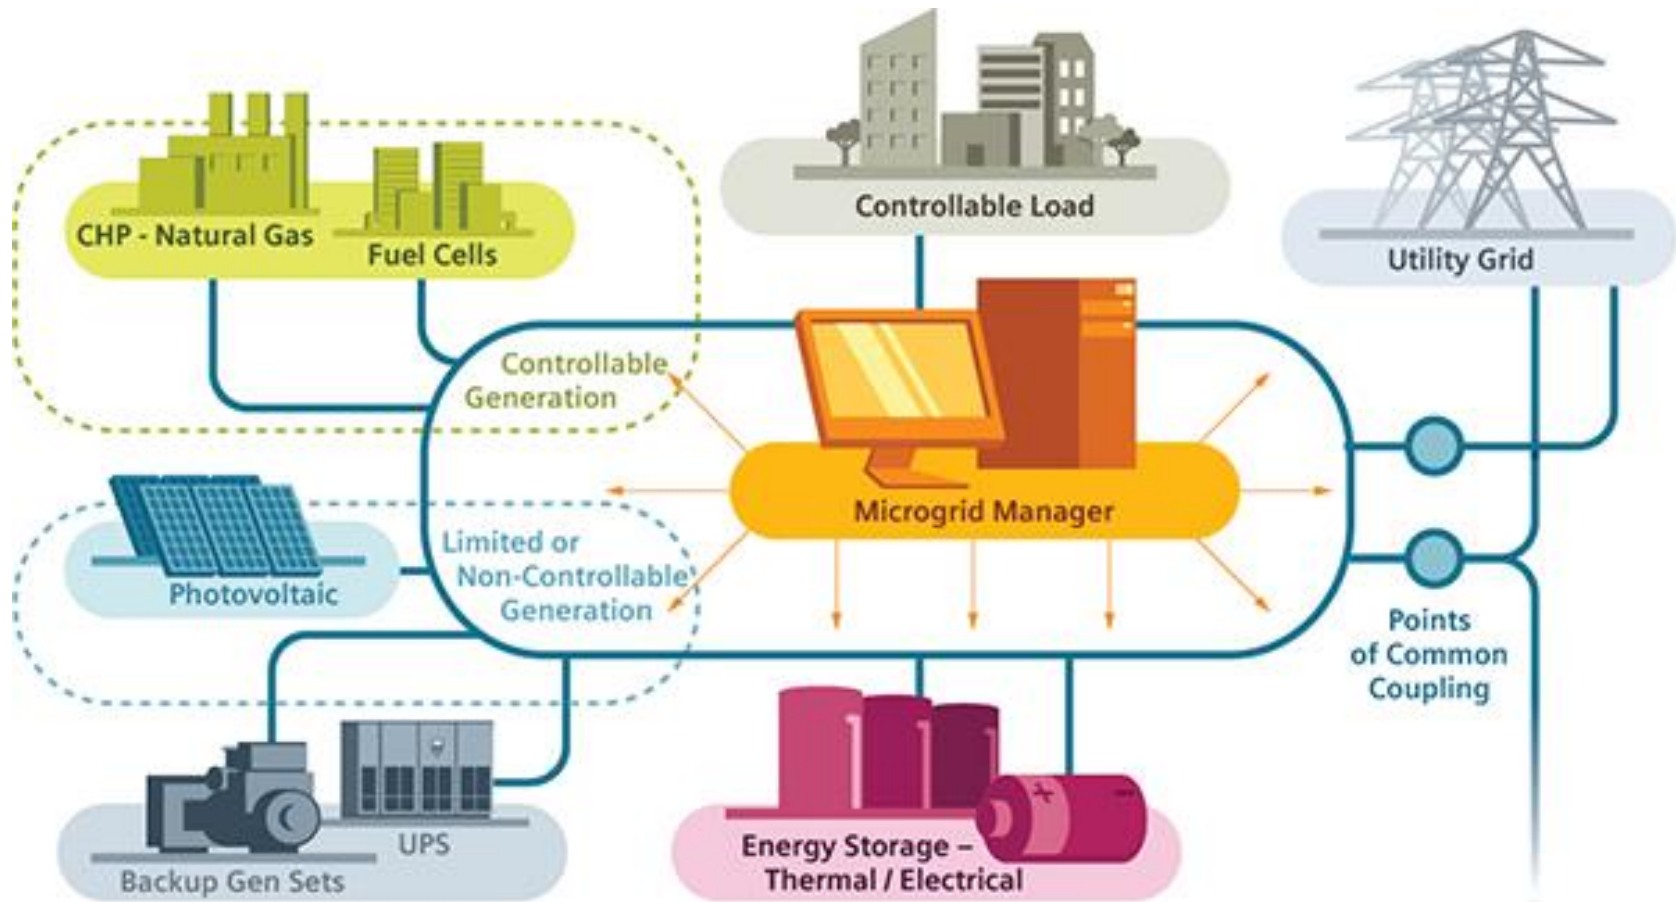 Controllable Load
CHP - Natural Gas
Fuel Cells
Utility Grid
Controllable
Generation
Microgrid Manager
Limited or
Non-Controllable
Generation
Photovoltaic
Points
of Common
Coupling
UPS
Backup Gen Sets
Energy Storage –
Thermal / Electrical